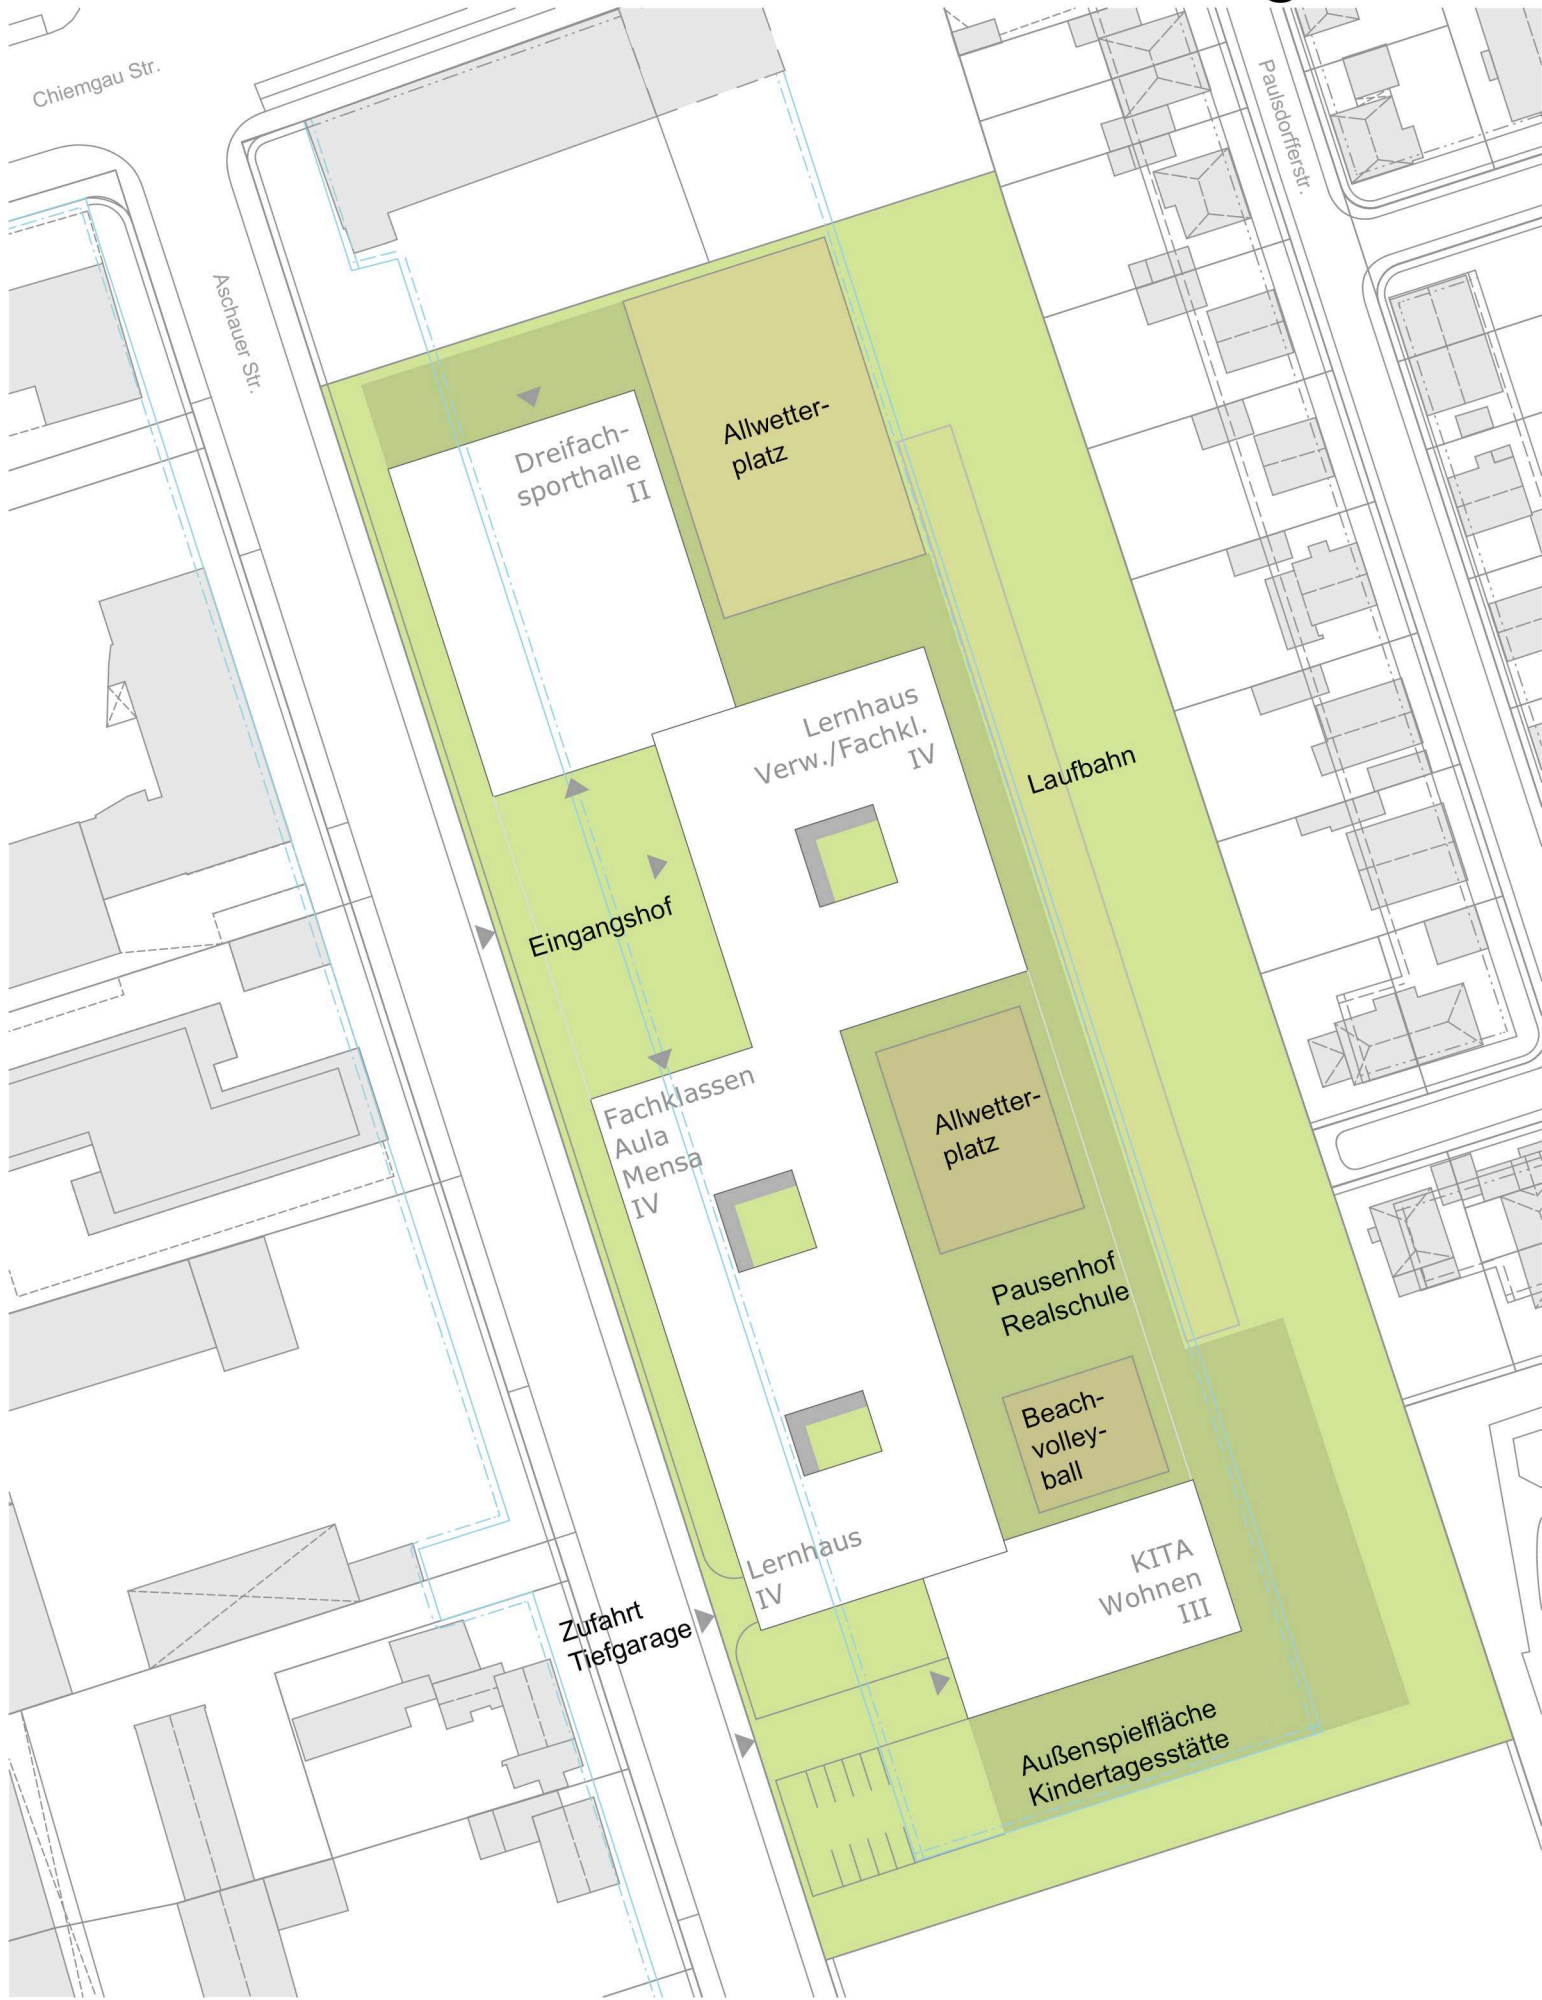 Chiemgau Str.
Paulsdorfferstr.
Aschauer Str.
Allwetter-
platz
Dreifach-
sporthalle
II
Lernhaus
Verw./Fachkl.
IV
Laufbahn
Eingangshof
Fachklassen
Aula
Mensa
IV
Allwetter-
platz
Pausenhof
Realschule
Beach-
volley-
ball
Lernhaus
IV
KITA
Wohnen
III
Zufahrt
Tiefgarage
Außenspielfläche
Kindertagesstätte